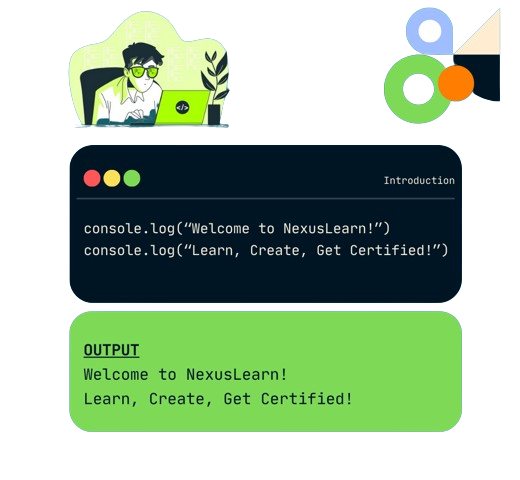 </>
Introduction
console.log(“Welcome to NexusLearn!”)
console.log(“Learn, Create, Get Certified!”)
OUTPUT
Welcome to NexusLearn!
Learn, Create, Get Certified!